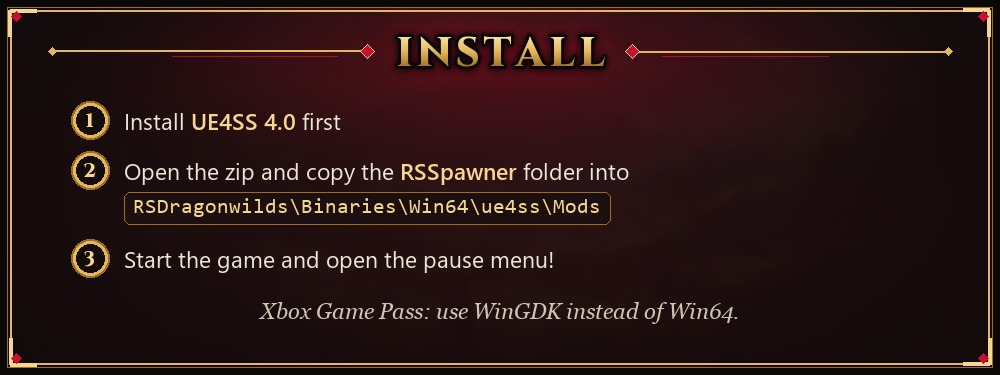 INSTALL
1 Install UE4SS 4.0 first
2 Open the zip and copy the RSSpawner folder into
RSDragonwilds\Binaries\Win64\ue4ss\Mods
3 Start the game and open the pause menu!
Xbox Game Pass: use WinGDK instead of Win64.